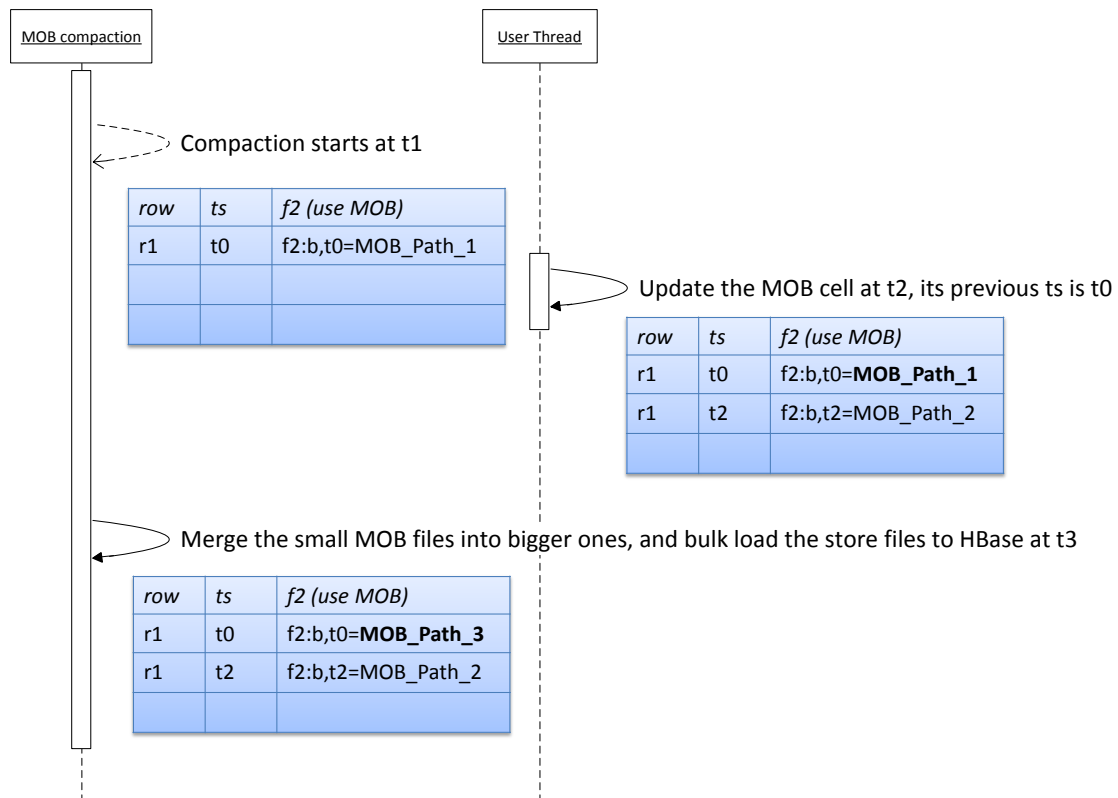 MOB compaction
User Thread
Compaction starts at t1
row ts f2 (use MOB)
r1 t0 f2:b,t0=MOB_Path_1
Update the MOB cell at t2, its previous ts is t0
row ts f2 (use MOB)
r1 t0 f2:b,t0=MOB_Path_1
r1 t2 f2:b,t2=MOB_Path_2
Merge the small MOB files into bigger ones, and bulk load the store files to HBase at t3
row ts f2 (use MOB)
r1 t0 f2:b,t0=MOB_Path_3
r1 t2 f2:b,t2=MOB_Path_2